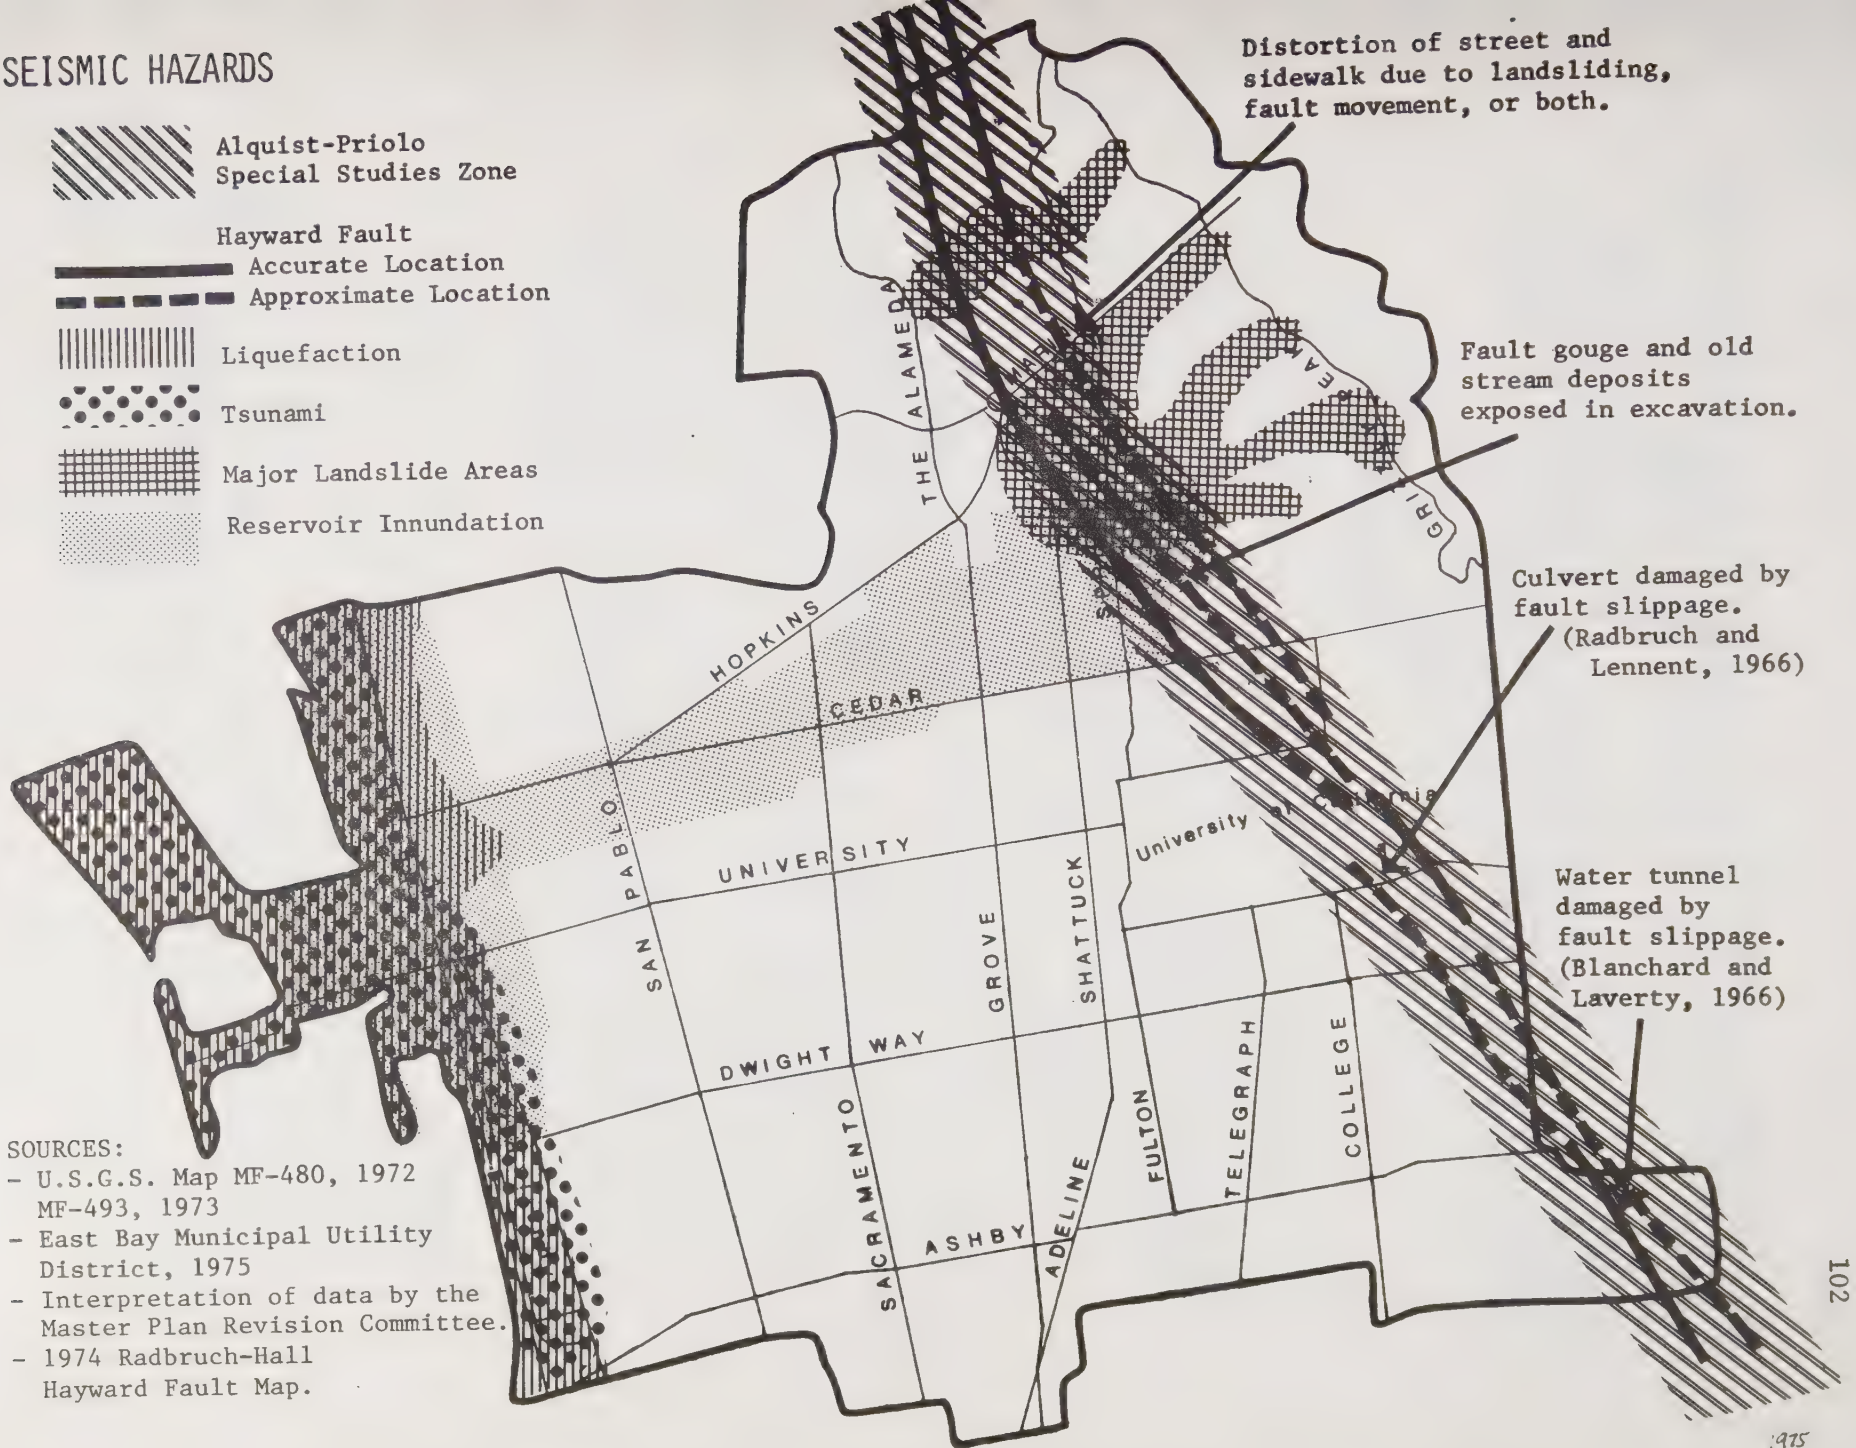 SEISMIC HAZARDS
Alquist-Priolo
Special Studies Zone
Hayward Fault
Accurate Location
Approximate Location
Liquefaction
Tsunami
Major Landslide Areas
Reservoir Innundation
Distortion of street and
sidewalk due to landsliding,
fault movement, or both.
Fault gouge and old
stream deposits
exposed in excavation.
Culvert damaged by
fault slippage.
(Radbruch and
Lennent, 1966)
Water tunnel
damaged by
fault slippage.
(Blanchard and
Laverty, 1966)
THE ALAMEDA
GRIZZLY PEAK
HOPKINS
CEDAR
SAN PABLO
UNIVERSITY
University of California
GROVE
SHATTUCK
DWIGHT WAY
SACRAMENTO
ADELINE
FULTON
TELEGRAPH
COLLEGE
ASHBY
SOURCES:
- U.S.G.S. Map MF-480, 1972
MF-493, 1973
- East Bay Municipal Utility
District, 1975
- Interpretation of data by the
Master Plan Revision Committee.
- 1974 Radbruch-Hall
Hayward Fault Map.
102
1975